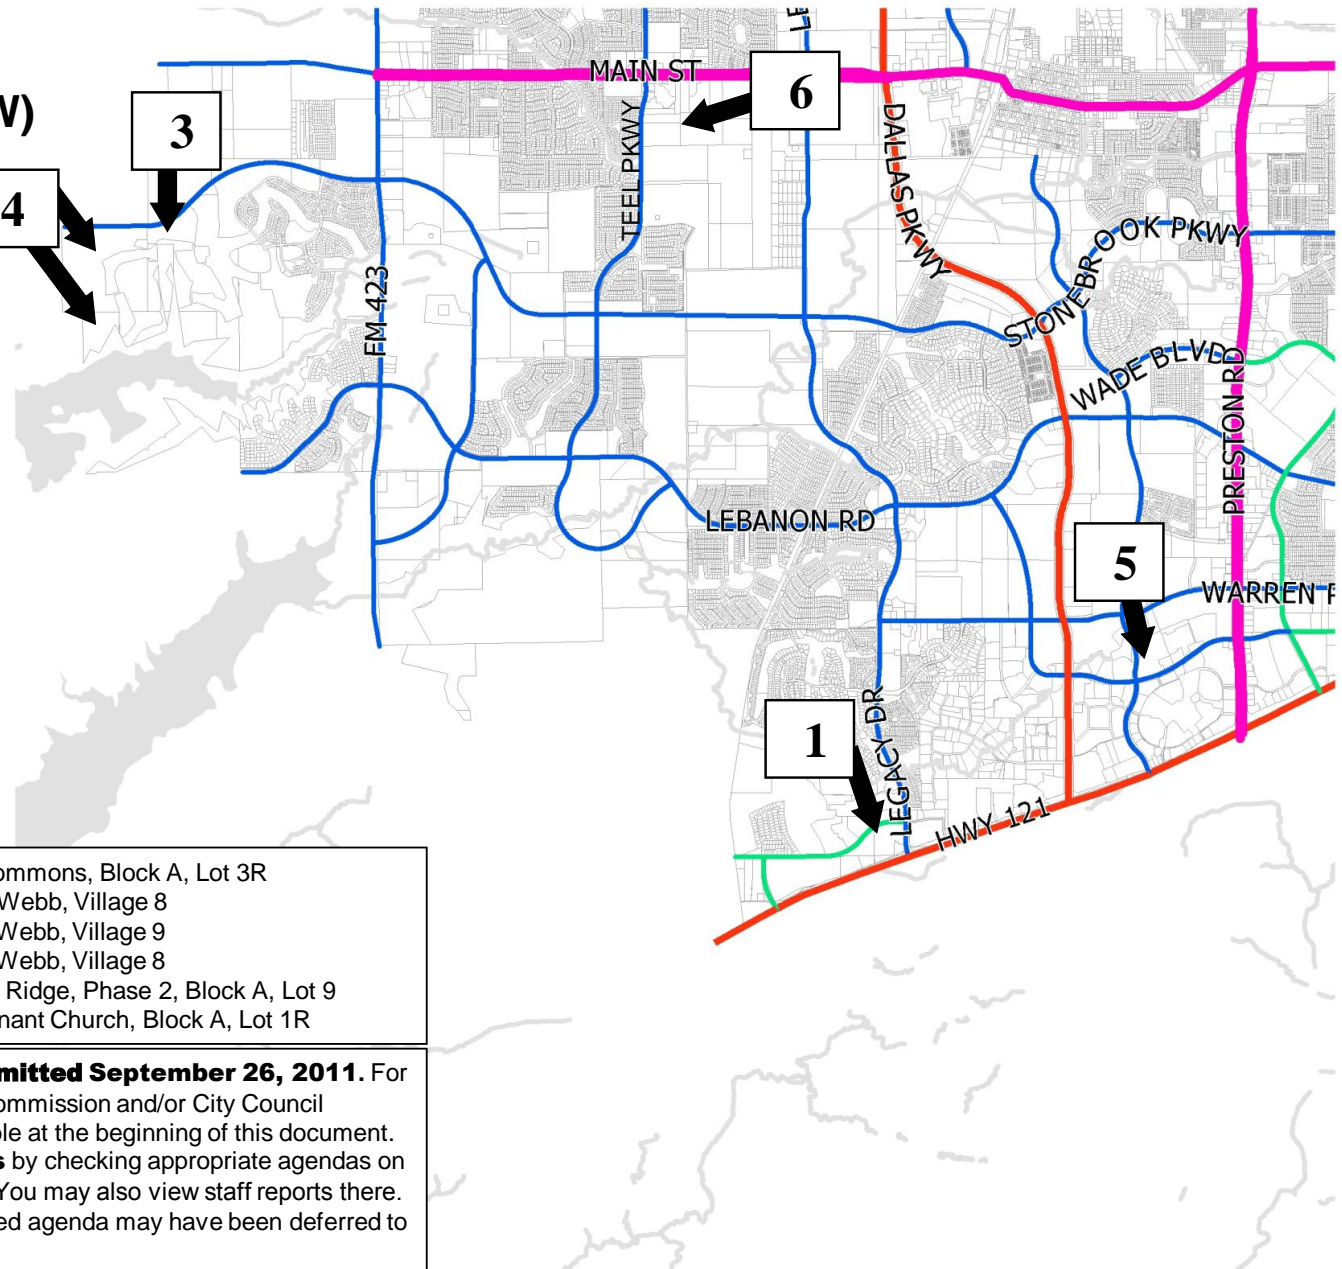 LE
MAIN ST
6
W)
3
DALLAS PKWY
TEEL PKWY
4
STONEBROOK PKWY
FM 423
WADE BLVD
PRESTON RD
LEBANON RD
5
WARREN P
LEGACY DR
1
HWY 121
ommons, Block A, Lot 3R
Webb, Village 8
Webb, Village 9
Webb, Village 8
Ridge, Phase 2, Block A, Lot 9
nant Church, Block A, Lot 1R
mitted September 26, 2011. For
ommission and/or City Council
ble at the beginning of this document.
s by checking appropriate agendas on
You may also view staff reports there.
ed agenda may have been deferred to